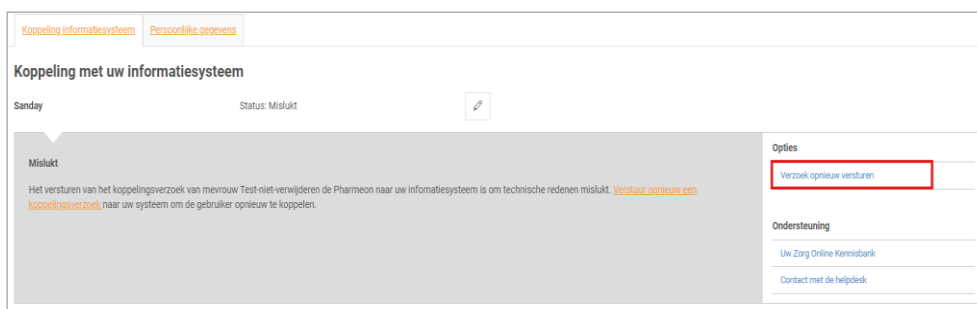 Koppeling informatiesysteem Persoonlijke gegevens
Koppeling met uw informatiesysteem
Sanday Status: Mislukt
Mislukt
Het versturen van het koppelingsverzoek van mevrouw Test-niet-verwijderen de Pharmeon naar uw infomatiesysteem is om technische redenen mislukt. Verstuur opnieuw een
koppelingsverzoek naar uw systeem om de gebruiker opnieuw te koppelen.
Opties
Verzoek opnieuw versturen
Ondersteuning
Uw Zorg Online Kennisbank
Contact met de helpdesk